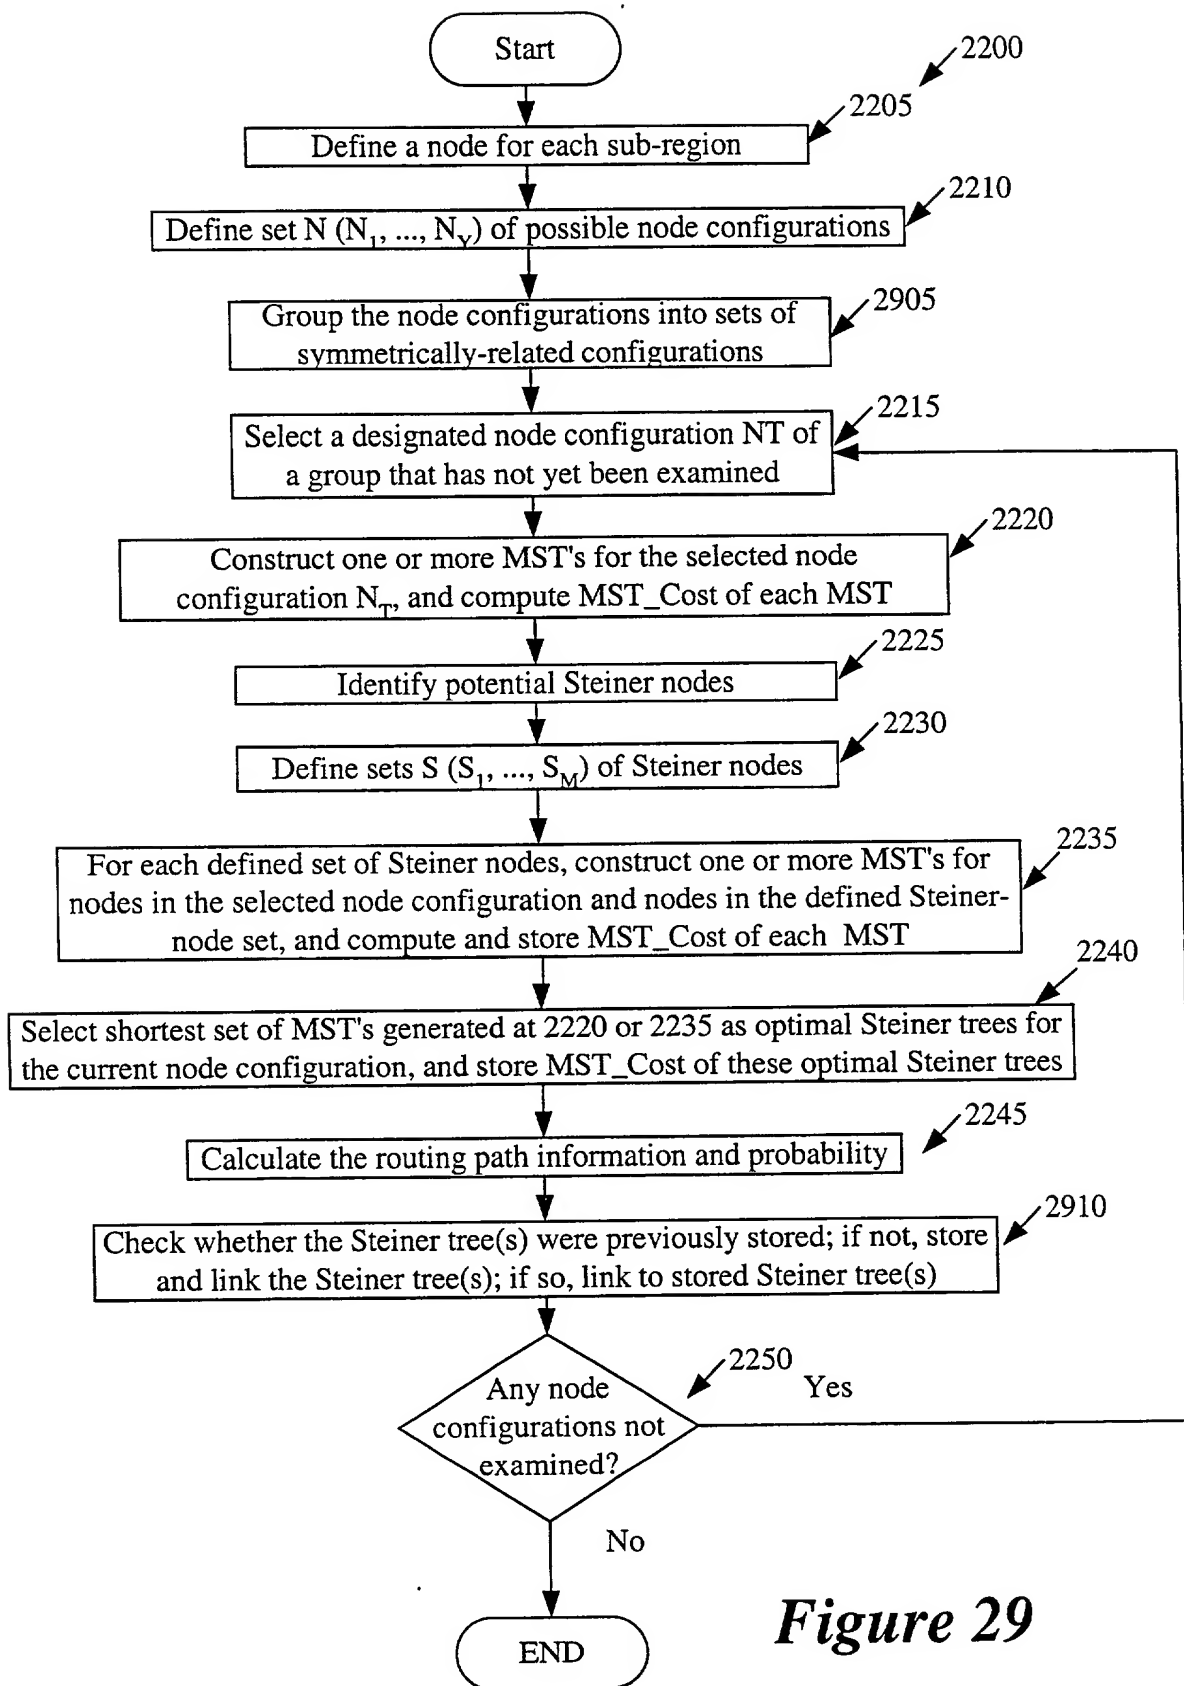 Start
2200
2205
Define a node for each sub-region
2210
Define set N (N1, ..., NY) of possible node configurations
2905
Group the node configurations into sets of
symmetrically-related configurations
2215
Select a designated node configuration NT of
a group that has not yet been examined
2220
Construct one or more MST's for the selected node
configuration NT, and compute MST_Cost of each MST
2225
Identify potential Steiner nodes
2230
Define sets S (S1, ..., SM) of Steiner nodes
2235
For each defined set of Steiner nodes, construct one or more MST's for
nodes in the selected node configuration and nodes in the defined Steiner-
node set, and compute and store MST_Cost of each MST
2240
Select shortest set of MST's generated at 2220 or 2235 as optimal Steiner trees for
the current node configuration, and store MST_Cost of these optimal Steiner trees
2245
Calculate the routing path information and probability
2910
Check whether the Steiner tree(s) were previously stored; if not, store
and link the Steiner tree(s); if so, link to stored Steiner tree(s)
2250
Yes
Any node
configurations not
examined?
No
END
Figure 29